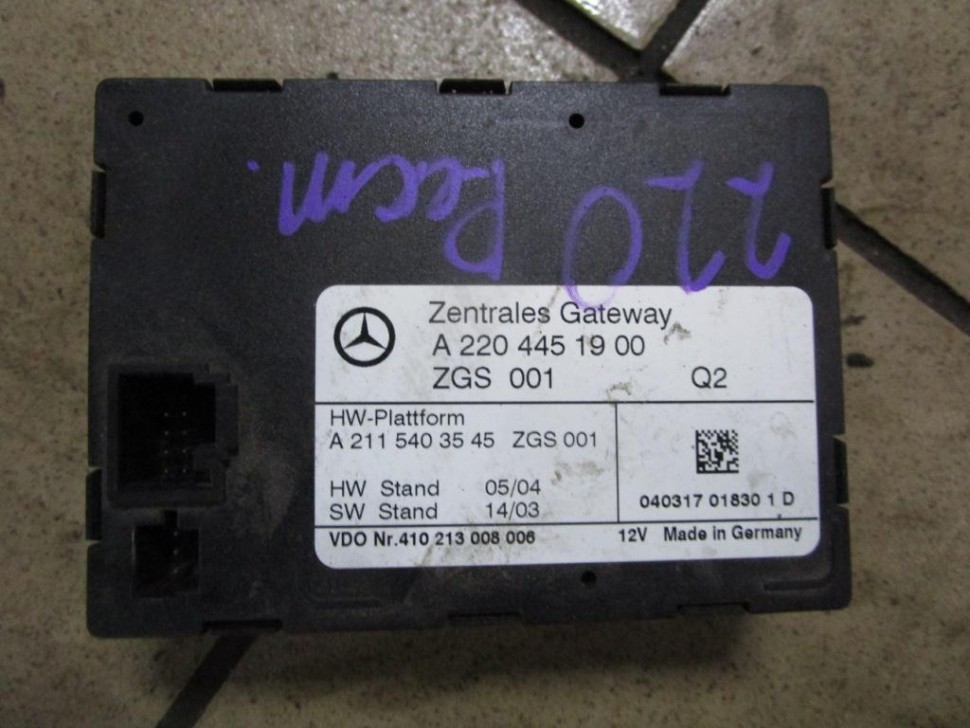 220 Рест.
Zentrales Gateway
A 220 445 19 00
ZGS 001 Q2
HW-Plattform
A 211 540 35 45 ZGS 001
HW Stand 05/04
SW Stand 14/03
040317 01830 1 D
VDO Nr.410 213 008 006 12V Made in Germany